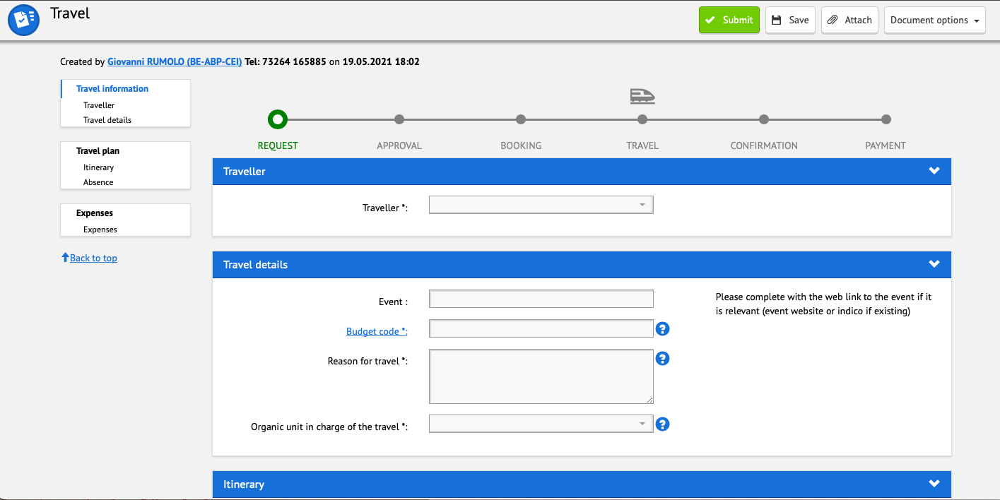 Travel
Submit
Save
Attach
Document options
Created by Giovanni RUMOLO (BE-ABP-CEI) Tel: 73264 165885 on 19.05.2021 18:02
Travel information
Traveller
Travel details
Travel plan
Itinerary
Absence
Expenses
Expenses
Back to top
REQUEST
APPROVAL
BOOKING
TRAVEL
CONFIRMATION
PAYMENT
Traveller
Traveller *:
Travel details
Event :
Please complete with the web link to the event if it
is relevant (event website or indico if existing)
Budget code *:
?
Reason for travel *:
?
Organic unit in charge of the travel *:
?
Itinerary